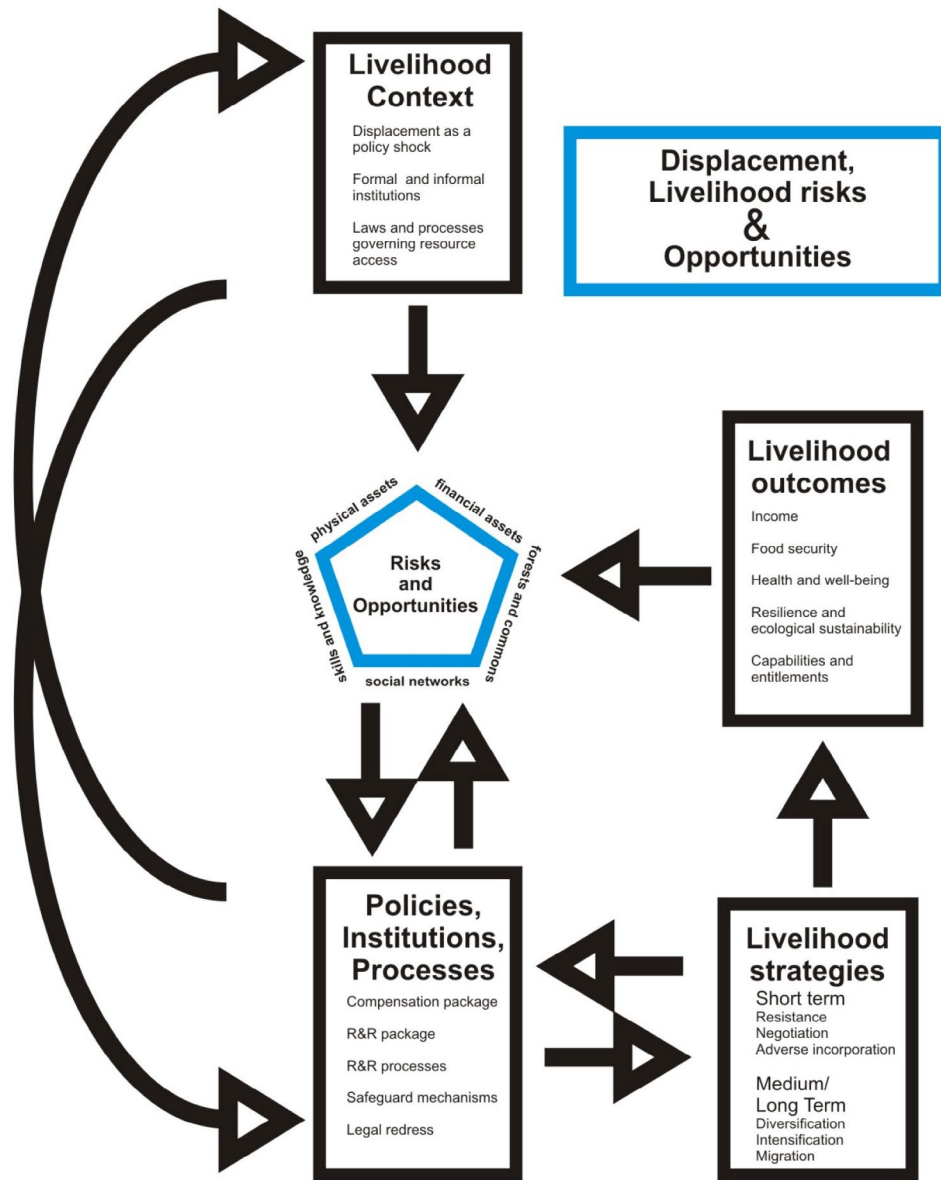 Livelihood
Context
Displacement as a
policy shock
Formal and informal
institutions
Laws and processes
governing resource
access
Displacement,
Livelihood risks
&
Opportunities
physical assets
financial assets
skills and knowledge
forests and commons
Risks
and
Opportunities
social networks
Livelihood
outcomes
Income
Food security
Health and well-being
Resilience and
ecological sustainability
Capabilities and
entitlements
Policies,
Institutions,
Processes
Compensation package
R&R package
R&R processes
Safeguard mechanisms
Legal redress
Livelihood
strategies
Short term
Resistance
Negotiation
Adverse incorporation
Medium/
Long Term
Diversification
Intensification
Migration